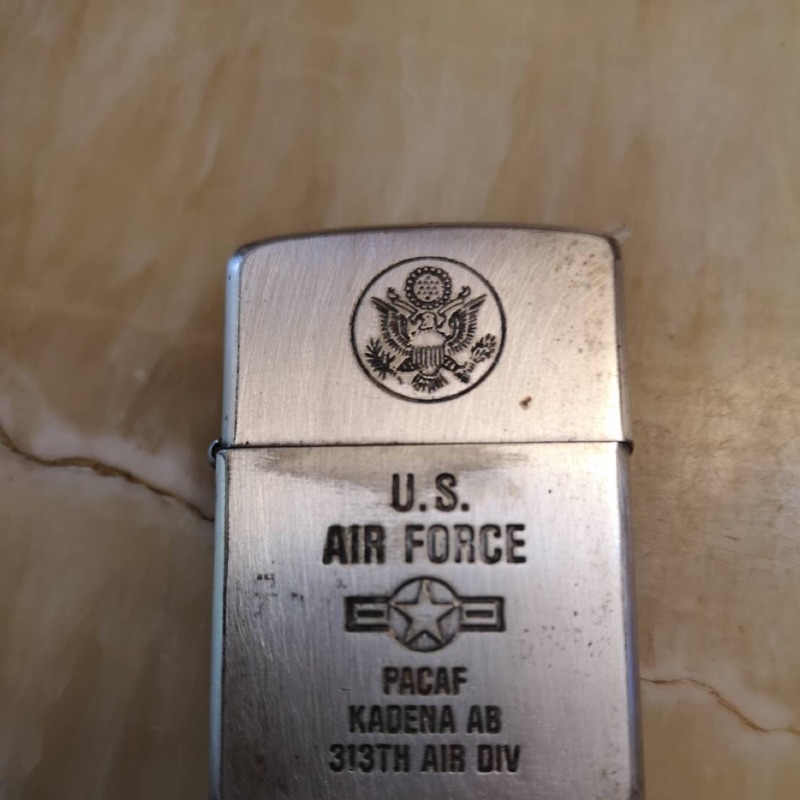 U.S.
AIR FORCE
PACAF
KADENA AB
313TH AIR DIV